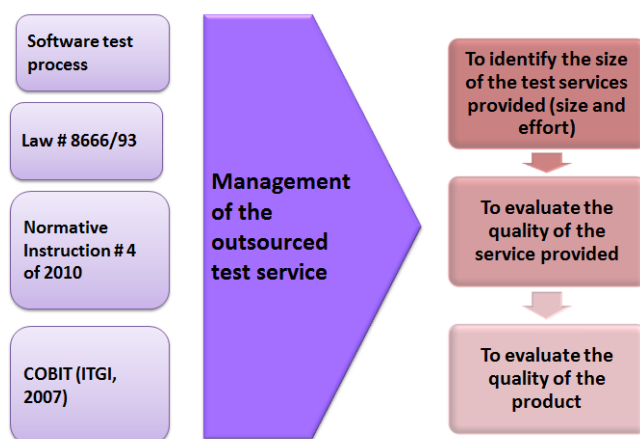 Software test
process
Law # 8666/93
Normative
Instruction # 4
of 2010
COBIT (ITGI,
2007)
Management
of the
outsourced
test service
To identify the size
of the test services
provided (size and
effort)
To evaluate the
quality of the
service provided
To evaluate the
quality of the
product